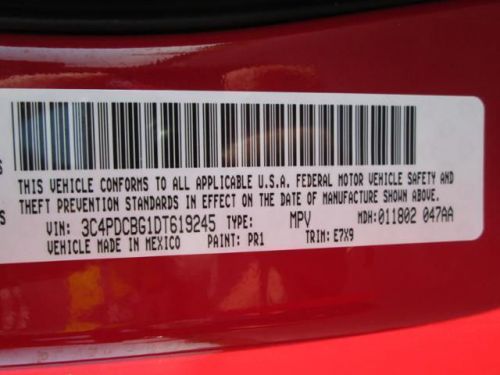 THIS VEHICLE CONFORMS TO ALL APPLICABLE U.S.A. FEDERAL MOTOR VEHICLE SAFETY AND
THEFT PREVENTION STANDARDS IN EFFECT ON THE DATE OF MANUFACTURE SHOWN ABOVE.
VIN: 3C4PDCBG1DT619245 TYPE: MPV MDH: 011802 047AA
VEHICLE MADE IN MEXICO PAINT: PR1 TRIM: E7X9